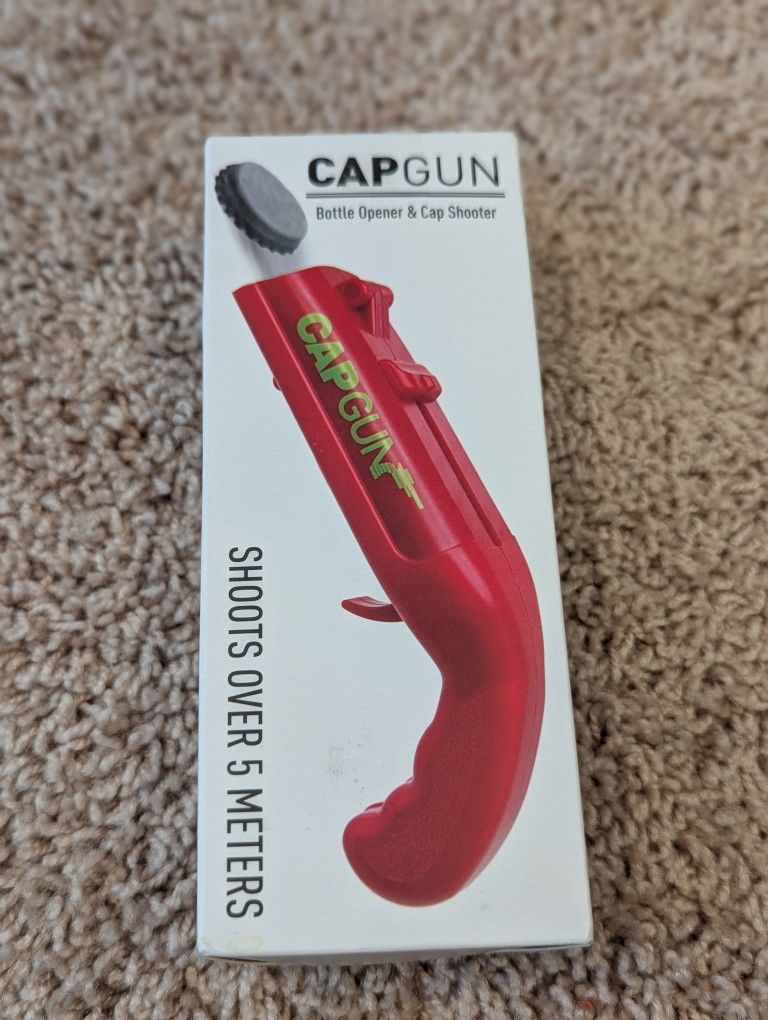 CAPGUN
Bottle Opener & Cap Shooter
CAPGUN
SHOOTS OVER 5 METERS